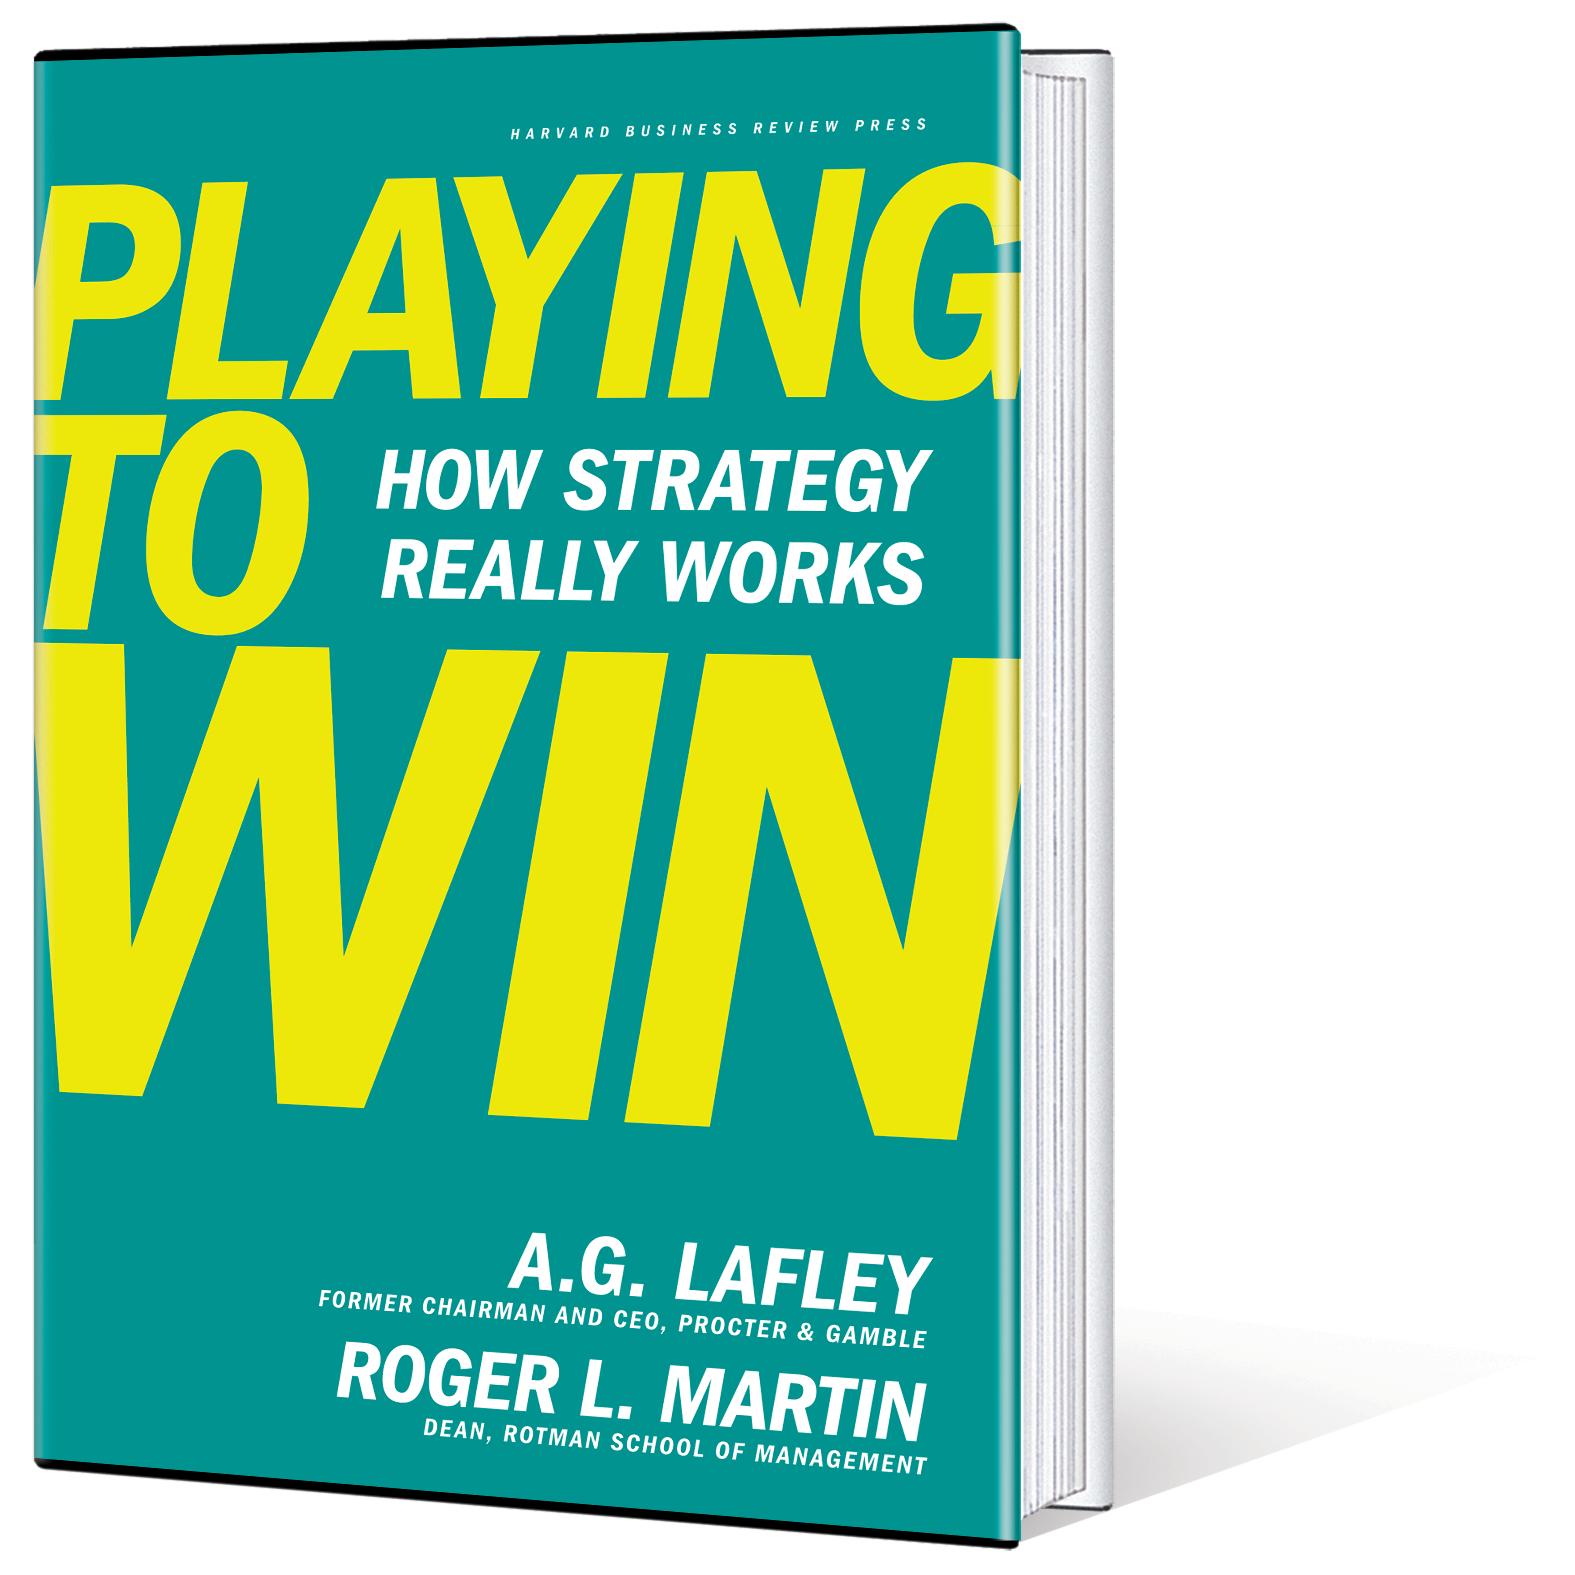 HARVARD BUSINESS REVIEW PRESS
PLAYING
TO
HOW STRATEGY
REALLY WORKS
WIN
A.G. LAFLEY
FORMER CHAIRMAN AND CEO, PROCTER & GAMBLE
ROGER L. MARTIN
DEAN, ROTMAN SCHOOL OF MANAGEMENT